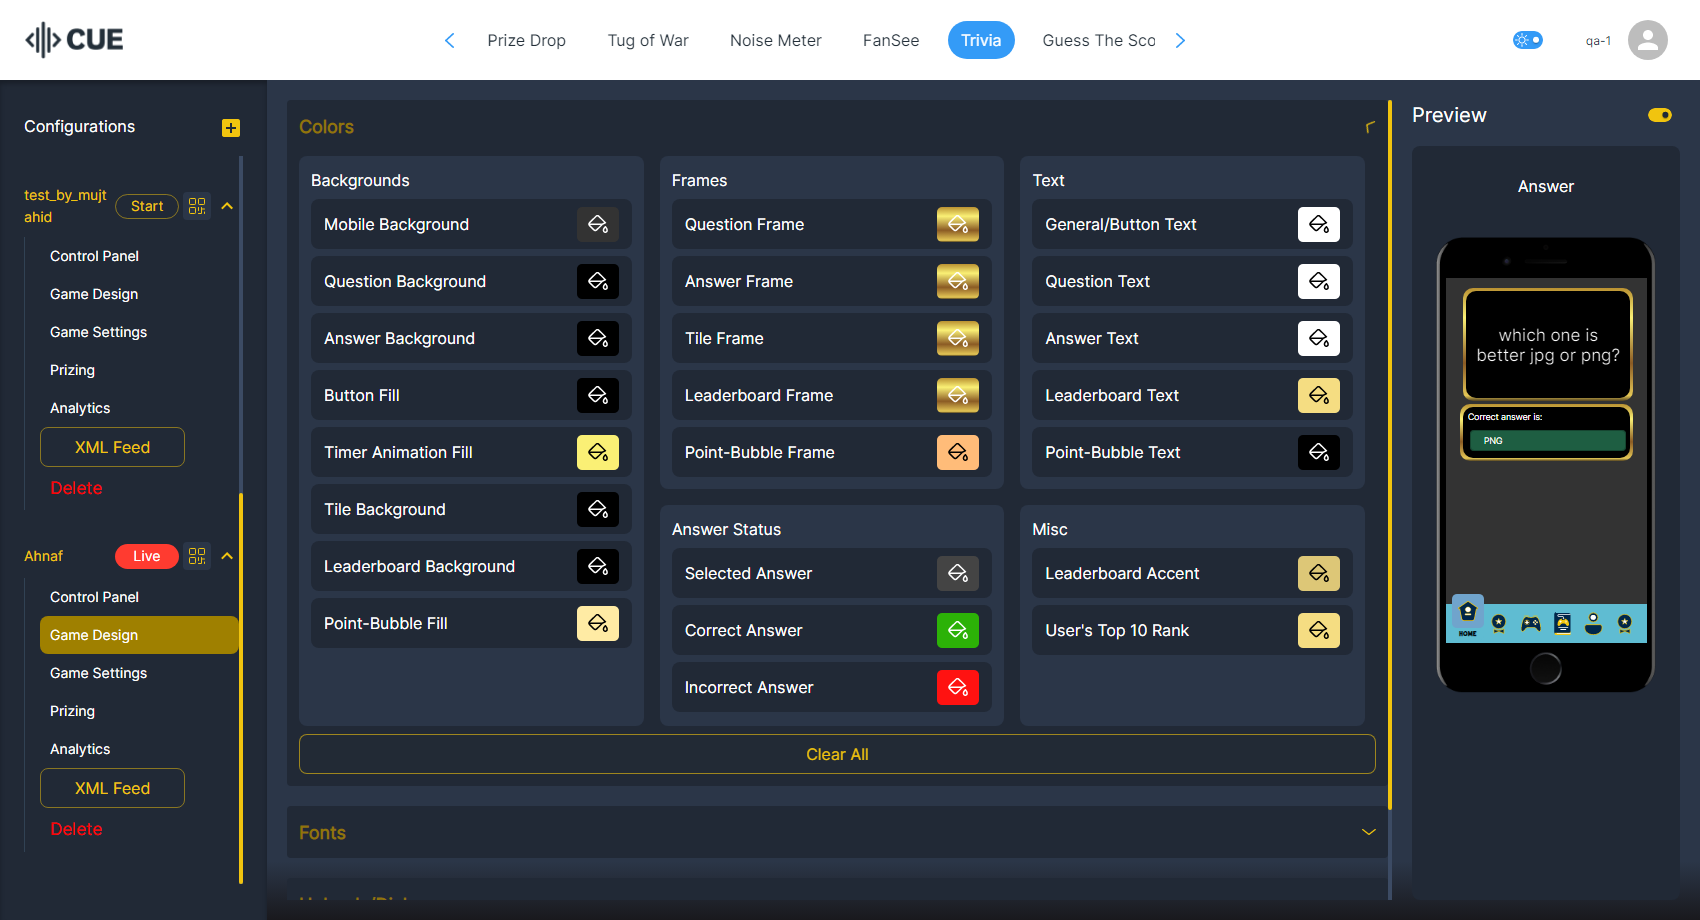 CUE
Prize Drop
Tug of War
Noise Meter
FanSee
Trivia
Guess The Sco
qa-1
Configurations
test_by_mujt
ahid
Start
Control Panel
Game Design
Game Settings
Prizing
Analytics
XML Feed
Delete
Ahnaf
Live
Control Panel
Game Design
Game Settings
Prizing
Analytics
XML Feed
Delete
Colors
Backgrounds
Mobile Background
Question Background
Answer Background
Button Fill
Timer Animation Fill
Tile Background
Leaderboard Background
Point-Bubble Fill
Frames
Question Frame
Answer Frame
Tile Frame
Leaderboard Frame
Point-Bubble Frame
Text
General/Button Text
Question Text
Answer Text
Leaderboard Text
Point-Bubble Text
Answer Status
Selected Answer
Correct Answer
Incorrect Answer
Misc
Leaderboard Accent
User's Top 10 Rank
Clear All
Fonts
Preview
Answer
which one is
better jpg or png?
Correct answer is:
PNG
HOME